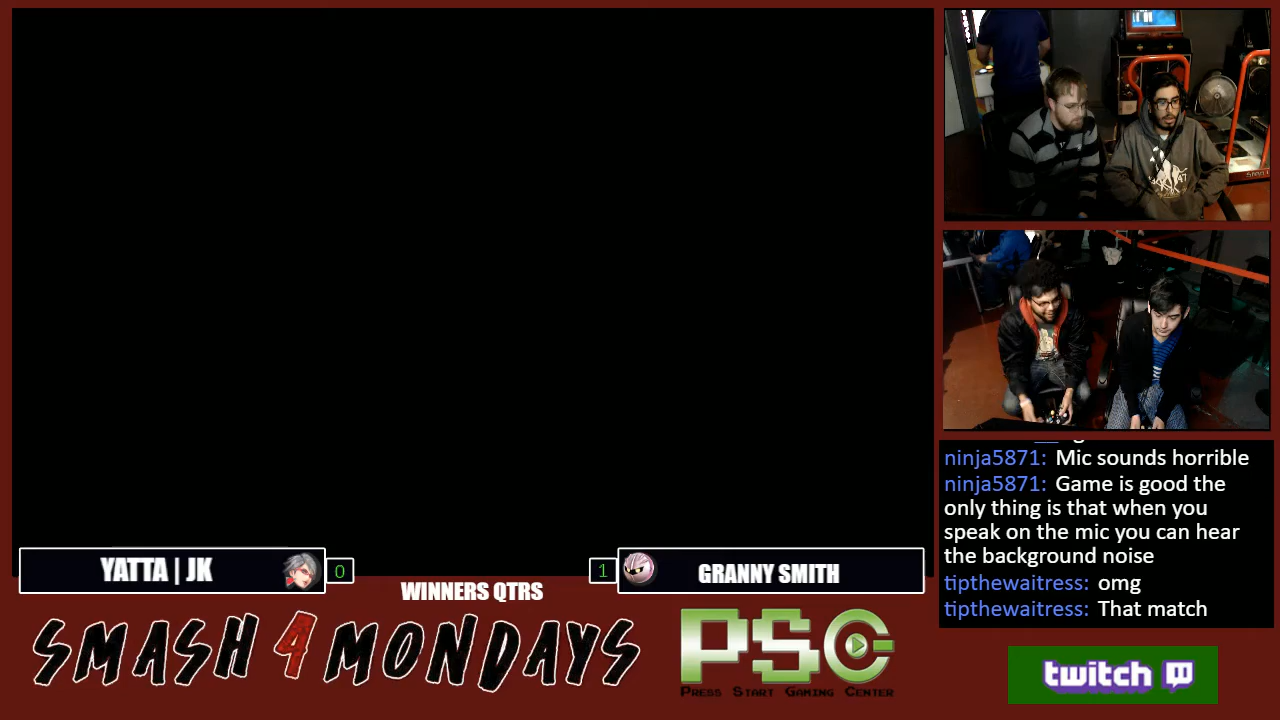 ninja5871: Mic sounds horrible
ninja5871: Game is good the
only thing is that when you
speak on the mic you can hear
the background noise
tipthewaitress: omg
tipthewaitress: That match
YATTA | JK
0
1
GRANNY SMITH
WINNERS QTRS
SMASH 4 MONDAYS
PSC
PRESS START GAMING CENTER
twitch